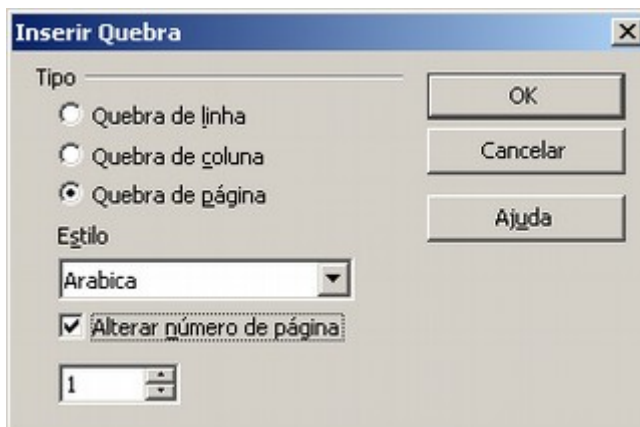 Inserir Quebra
Tipo
Quebra de linha
Quebra de coluna
Quebra de página
Estilo
Arabica
Alterar número de página
1
OK
Cancelar
Ajuda